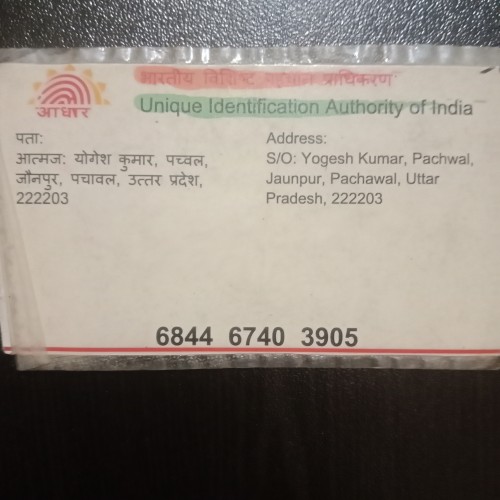 भारतीय विशिष्ट पहचान प्राधिकरण
आधार
Unique Identification Authority of India
पता:
आत्मज: योगेश कुमार, पच्वल,
जौनपुर, पचावल, उत्तर प्रदेश,
222203
Address:
S/O: Yogesh Kumar, Pachwal,
Jaunpur, Pachawal, Uttar
Pradesh, 222203
6844 6740 3905